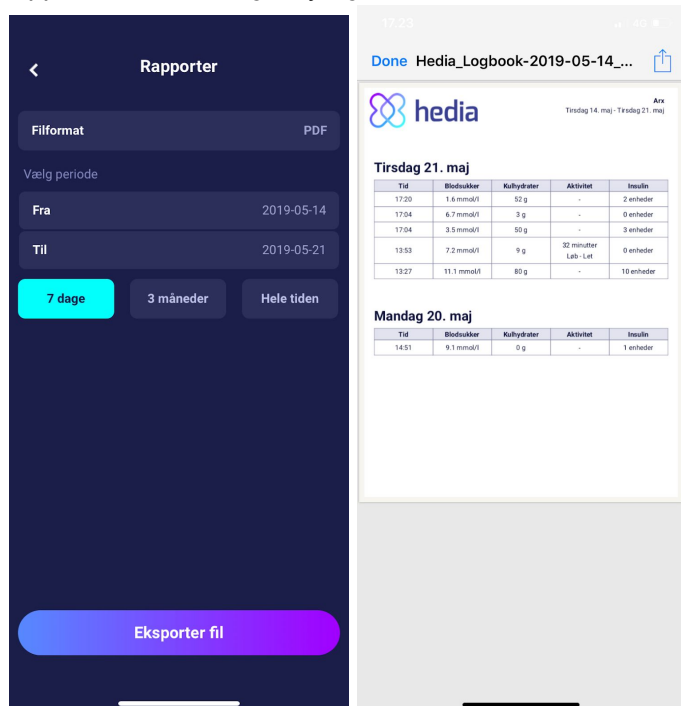 Rapporter
Filformat PDF
Vælg periode
Fra 2019-05-14
Til 2019-05-21
7 dage 3 måneder Hele tiden
Eksporter fil
17.23 4G
Done Hedia_Logbook-2019-05-14_...
hedia
Arx
Tirsdag 14. maj - Tirsdag 21. maj
Tirsdag 21. maj
Tid Blodsukker Kulhydrater Aktivitet Insulin
17:20 1.6 mmol/l 52 g - 2 enheder
17:04 6.7 mmol/l 3 g - 0 enheder
17:04 3.5 mmol/l 50 g - 3 enheder
13:53 7.2 mmol/l 9 g 32 minutter
Løb - Let 0 enheder
13:27 11.1 mmol/l 80 g - 10 enheder
Mandag 20. maj
Tid Blodsukker Kulhydrater Aktivitet Insulin
14:51 9.1 mmol/l 0 g - 1 enheder